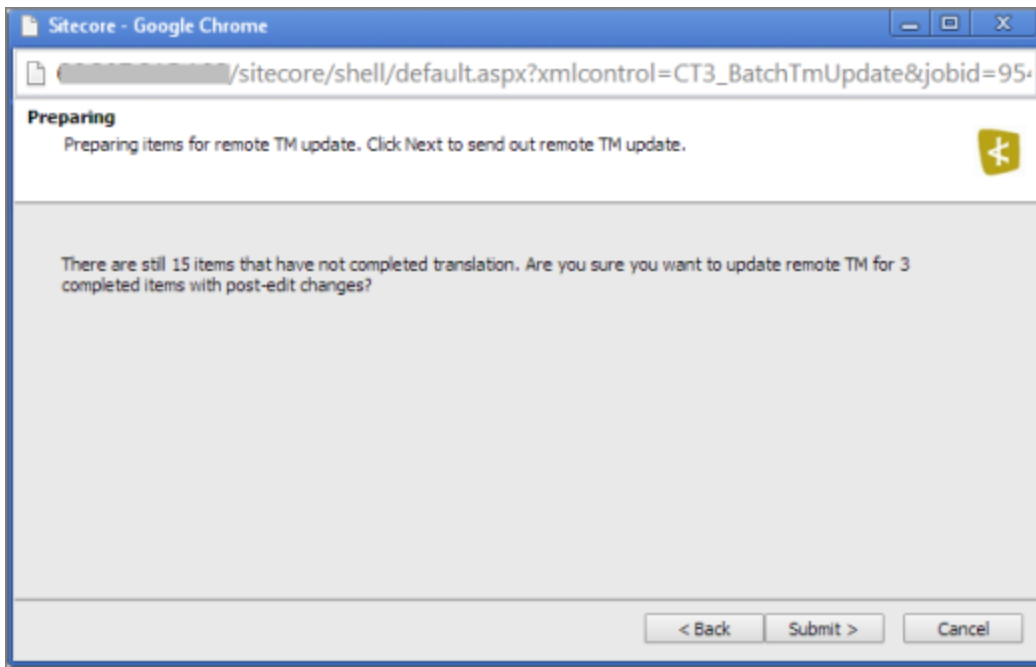 Sitecore - Google Chrome
/sitecore/shell/default.aspx?xmlcontrol=CT3_BatchTmUpdate&jobid=95
Preparing
Preparing items for remote TM update. Click Next to send out remote TM update.
There are still 15 items that have not completed translation. Are you sure you want to update remote TM for 3
completed items with post-edit changes?
< Back
Submit >
Cancel